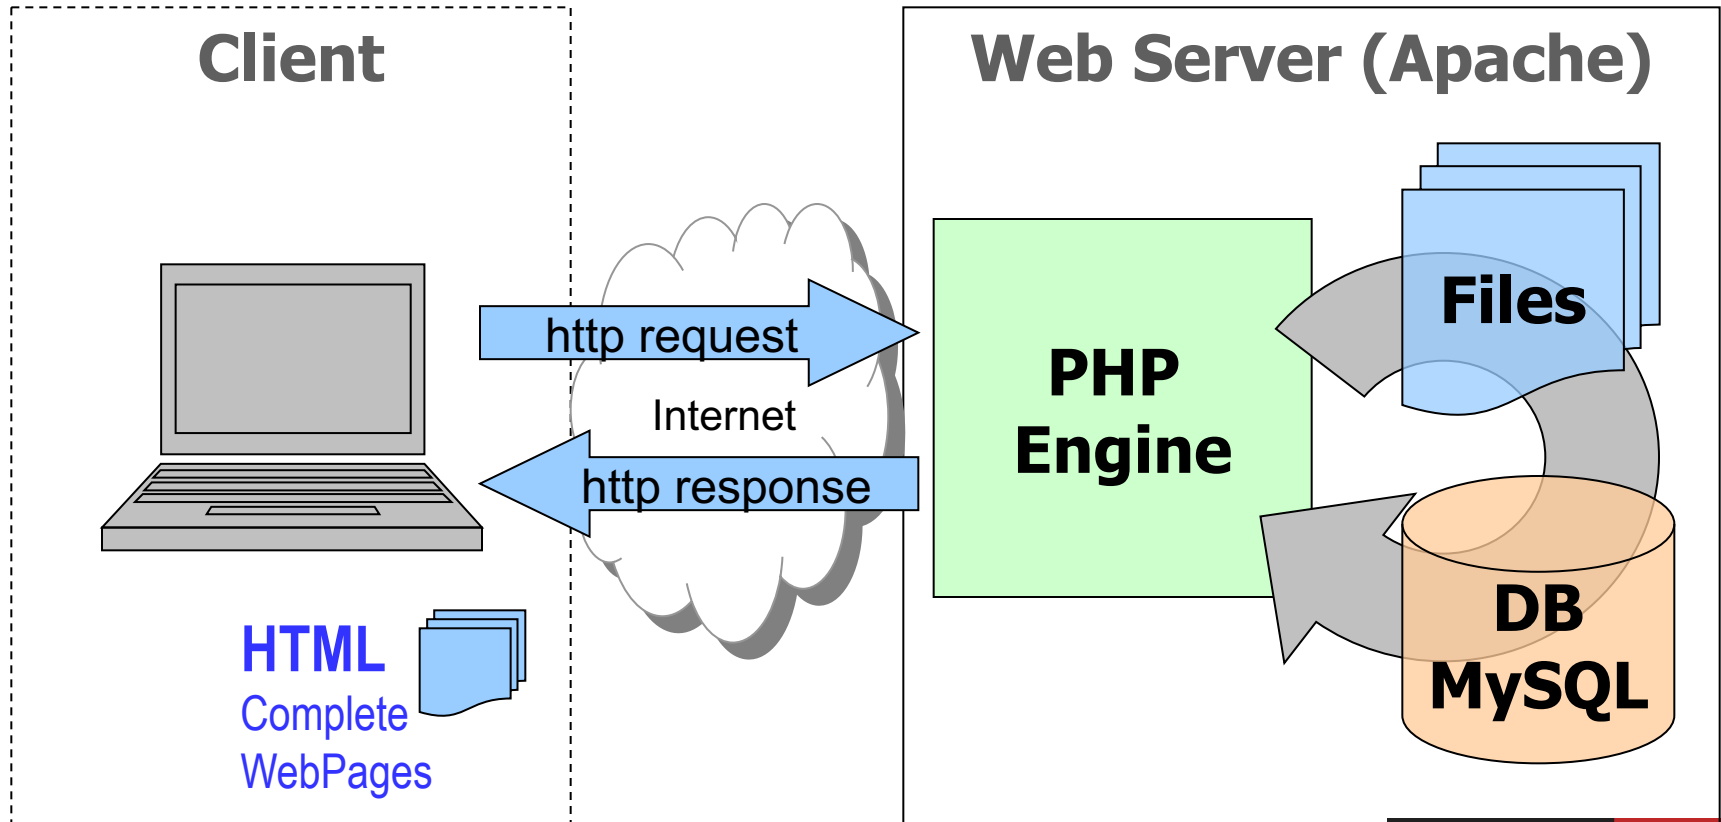 Client
Web Server (Apache)
http request
Internet
http response
PHP
Engine
Files
DB
MySQL
HTML
Complete
WebPages